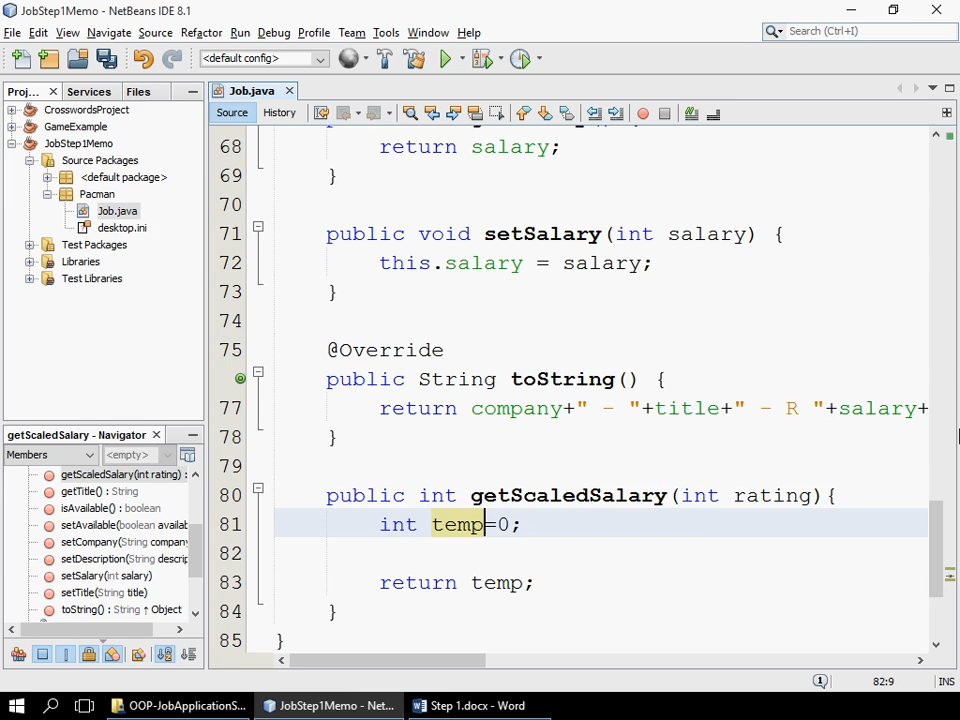 JobStep1Memo - NetBeans IDE 8.1
File Edit View Navigate Source Refactor Run Debug Profile Team Tools Window Help
Search (Ctrl+I)
<default config>
Proj... Services Files
Job.java
Source History
CrosswordsProject
GameExample
JobStep1Memo
Source Packages
<default package>
Pacman
Job.java
desktop.ini
Test Packages
Libraries
Test Libraries
68 return salary;
69 }
70
71 public void setSalary(int salary) {
72 this.salary = salary;
73 }
74
75 @Override
public String toString() {
77 return company+" - "+title+" - R "+salary+
78 }
79
80 public int getScaledSalary(int rating){
81 int temp=0;
82
83 return temp;
84 }
85 }
getScaledSalary - Navigator
Members <empty>
getScaledSalary(int rating) :
getTitle() : String
isAvailable() : boolean
setAvailable(boolean availab
setCompany(String company
setDescription(String descrip
setSalary(int salary)
setTitle(String title)
toString() : String ↑ Object
82:9 INS
OOP-JobApplicationS...
JobStep1Memo - Net...
Step 1.docx - Word